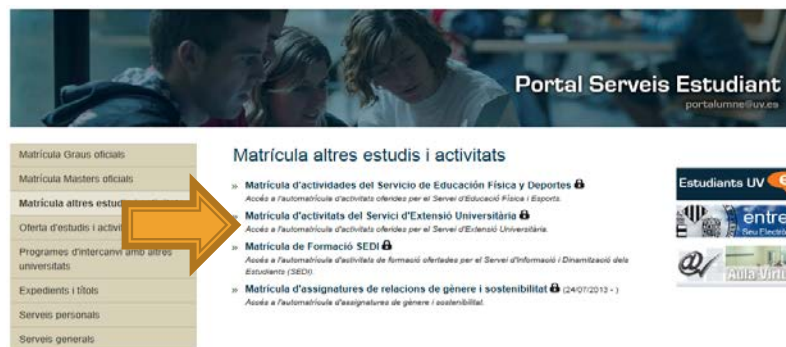 Portal Serveis Estudiant
portalumne@uv.es
Matrícula Graus oficials
Matrícula Masters oficials
Matrícula altres
Oferta d'estudis i
Programes d'intercanvi amb altres
universitats
Expedients i títols
Serveis personals
Serveis generals
Matrícula altres estudis i activitats
» Matrícula d'actividades del Servicio de Educación Física y Deportes
Accés a l'automatrícula d'activitats oferides per el Servei d'Educació Física i Esports.
» Matrícula d'activitats del Servici d'Extensió Universitària
Accés a l'automatrícula d'activitats oferides per el Servei d'Extensió Universitària.
» Matrícula de Formació SEDI
Accés a l'automatrícula d'activitats de formació ofertades per el Servei d'Informació i Dinamització dels
Estudiants (SEDI).
» Matrícula d'assignatures de relacions de gènere i sostenibilitat (24/07/2013 - )
Accés a l'automatrícula d'assignatures de gènere i sostenibilitat.
Estudiants UV
entre
Seu Electrò
Aula Virtu